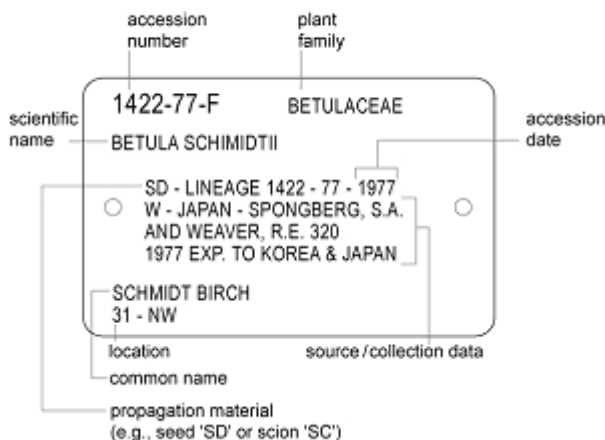 accession
number
plant
family
1422-77-F BETULACEAE
scientific
name
BETULA SCHIMIDTII
accession
date
SD - LINEAGE 1422 - 77 - 1977
W - JAPAN - SPONGBERG, S.A.
AND WEAVER, R.E. 320
1977 EXP. TO KOREA & JAPAN
SCHMIDT BIRCH
31 - NW
location
source/collection data
common name
propagation material
(e.g., seed 'SD' or scion 'SC')